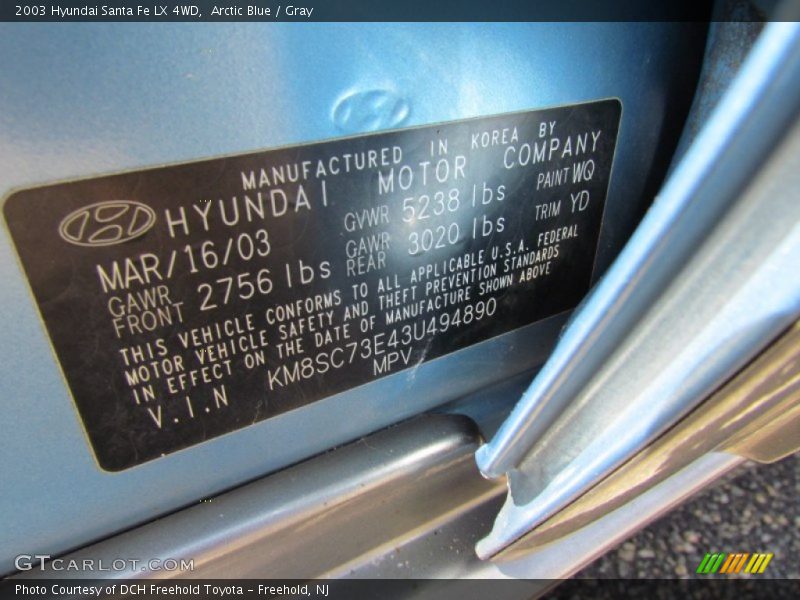 2003 Hyundai Santa Fe LX 4WD, Arctic Blue / Gray
MANUFACTURED IN KOREA BY
HYUNDAI MOTOR COMPANY
MAR/16/03 GVWR 5238 lbs PAINT WQ
GAWR FRONT 2756 lbs GAWR REAR 3020 lbs TRIM YD
THIS VEHICLE CONFORMS TO ALL APPLICABLE U.S.A. FEDERAL
MOTOR VEHICLE SAFETY AND THEFT PREVENTION STANDARDS
IN EFFECT ON THE DATE OF MANUFACTURE SHOWN ABOVE
V.I.N KM8SC73E43U494890
MPV
GTCARLOT.COM
Photo Courtesy of DCH Freehold Toyota - Freehold, NJ